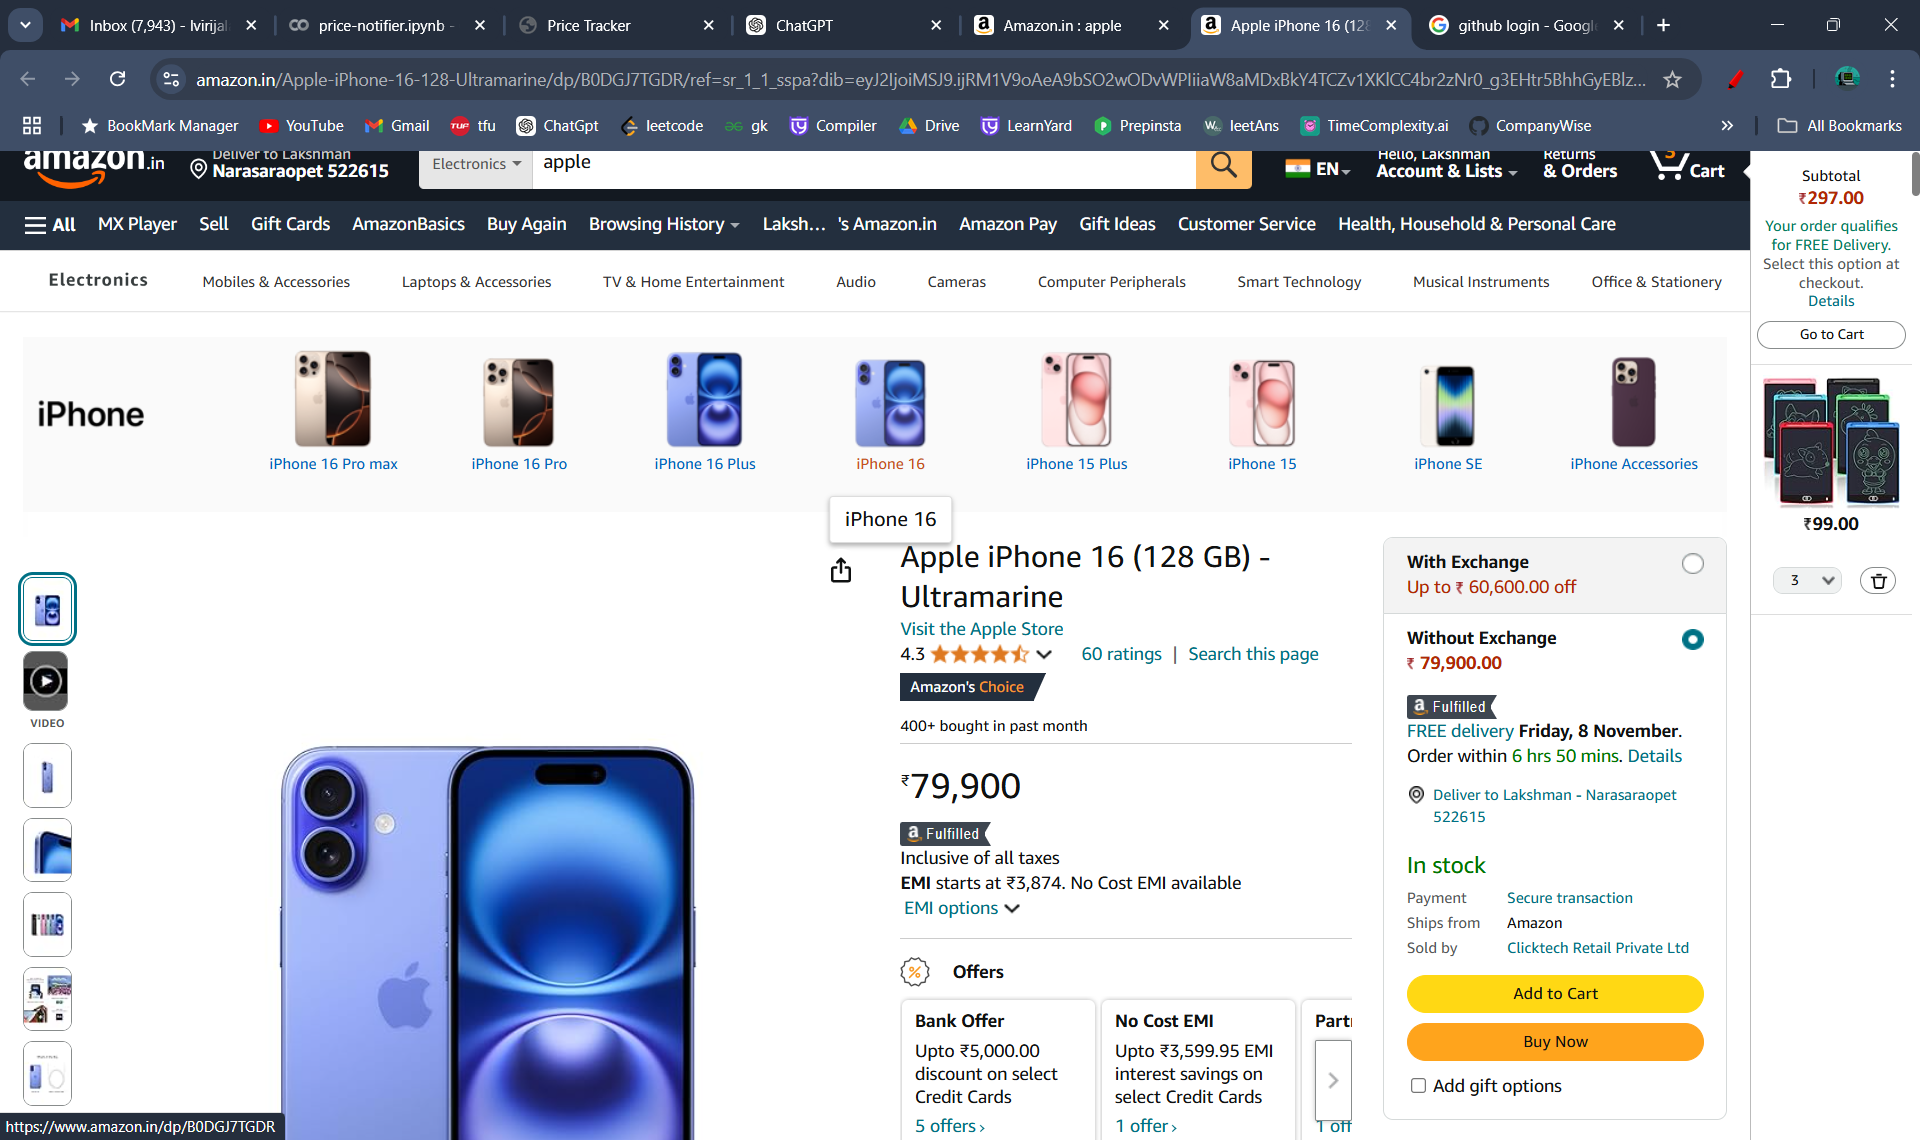 Inbox (7,943) - lvirijal
price-notifier.ipynb -
Price Tracker
ChatGPT
Amazon.in : apple
Apple iPhone 16 (128
github login - Google
amazon.in/Apple-iPhone-16-128-Ultramarine/dp/B0DGJ7TGDR/ref=sr_1_1_sspa?dib=
BookMark Manager
YouTube
Gmail
tfu
ChatGpt
leetcode
gk
Compiler
Drive
LearnYard
Prepinsta
leetAns
TimeComplexity.ai
CompanyWise
All Bookmarks
amazon.in
Deliver to Lakshman
Narasaraopet 522615
Electronics
apple
EN
Hello, Lakshman
Account & Lists
Returns
& Orders
3
Cart
All
MX Player
Sell
Gift Cards
AmazonBasics
Buy Again
Browsing History
Laksh... 's Amazon.in
Amazon Pay
Gift Ideas
Customer Service
Health, Household & Personal Care
Electronics
Mobiles & Accessories
Laptops & Accessories
TV & Home Entertainment
Audio
Cameras
Computer Peripherals
Smart Technology
Musical Instruments
Office & Stationery
iPhone
iPhone 16 Pro max
iPhone 16 Pro
iPhone 16 Plus
iPhone 16
iPhone 15 Plus
iPhone 15
iPhone SE
iPhone Accessories
iPhone 16
VIDEO
Apple iPhone 16 (128 GB) -
Ultramarine
Visit the Apple Store
4.3
60 ratings | Search this page
Amazon's Choice
400+ bought in past month
₹79,900
a Fulfilled
Inclusive of all taxes
EMI starts at ₹3,874. No Cost EMI available
EMI options
Offers
Bank Offer
Upto ₹5,000.00
discount on select
Credit Cards
5 offers ›
No Cost EMI
Upto ₹3,599.95 EMI
interest savings on
select Credit Cards
1 offer ›
Part
1 off
With Exchange
Up to ₹ 60,600.00 off
Without Exchange
₹ 79,900.00
a Fulfilled
FREE delivery Friday, 8 November.
Order within 6 hrs 50 mins. Details
Deliver to Lakshman - Narasaraopet
522615
In stock
Payment Secure transaction
Ships from Amazon
Sold by Clicktech Retail Private Ltd
Add to Cart
Buy Now
Add gift options
Subtotal
₹297.00
Your order qualifies
for FREE Delivery.
Select this option at
checkout.
Details
Go to Cart
₹99.00
3
https://www.amazon.in/dp/B0DGJ7TGDR